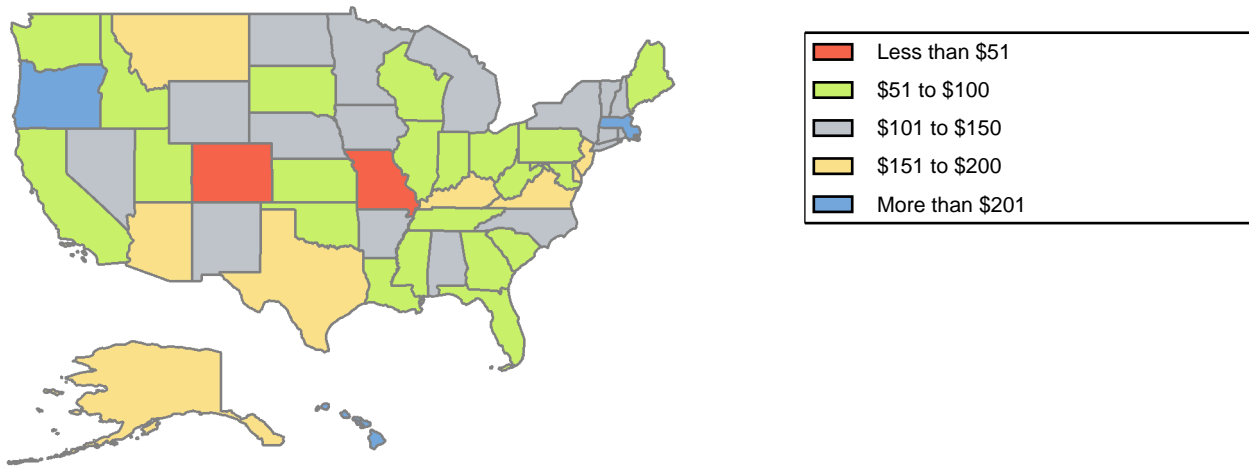 Less than $51
$51 to $100
$101 to $150
$151 to $200
More than $201